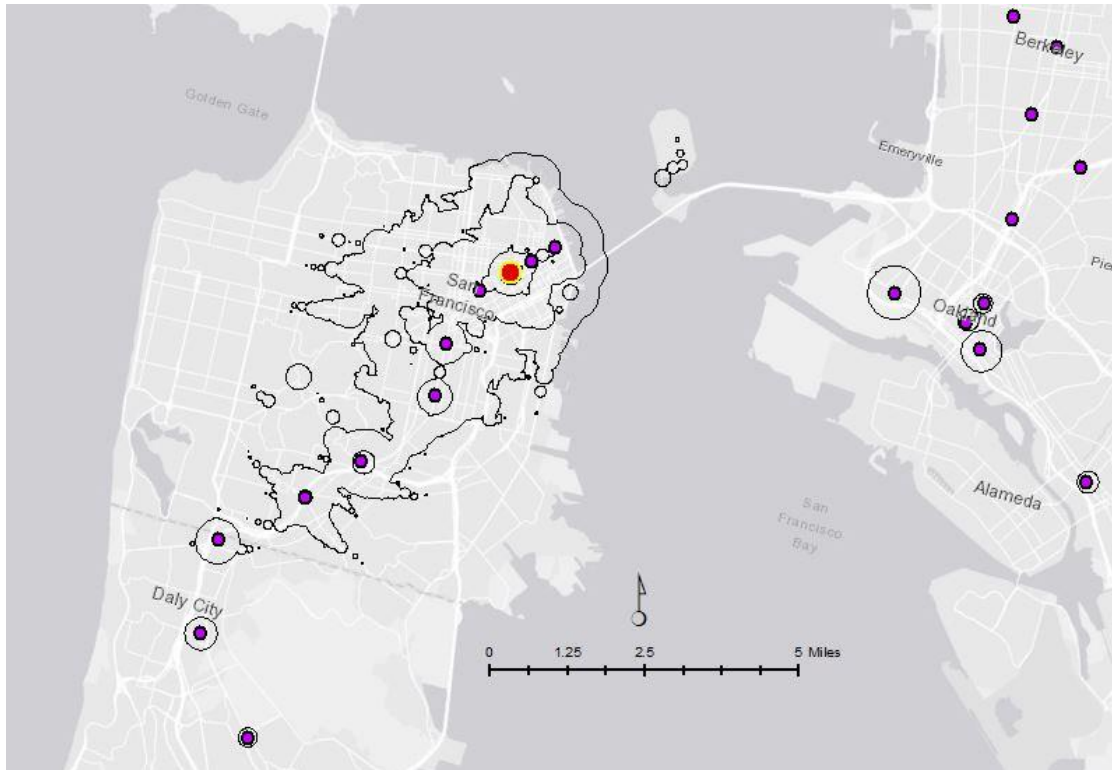 Berkeley
Golden Gate
Emeryville
Pie
San
Francisco
Oakland
Alameda
San
Francisco
Bay
Daly City
0 1.25 2.5 5 Miles